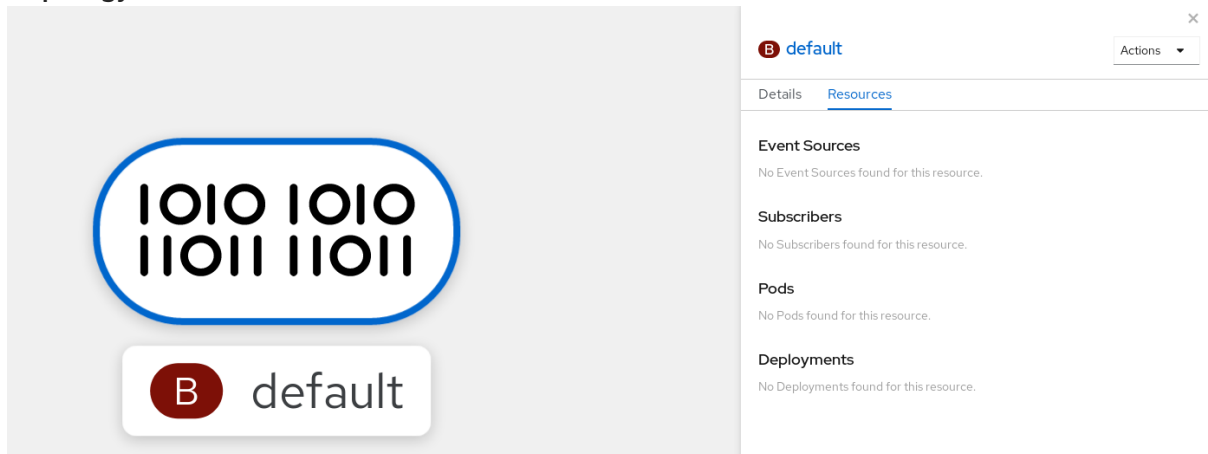 × 
B default
Actions
Details Resources
Event Sources
No Event Sources found for this resource.
Subscribers
No Subscribers found for this resource.
Pods
No Pods found for this resource.
Deployments
No Deployments found for this resource.
1010 1010
11011 11011
B default